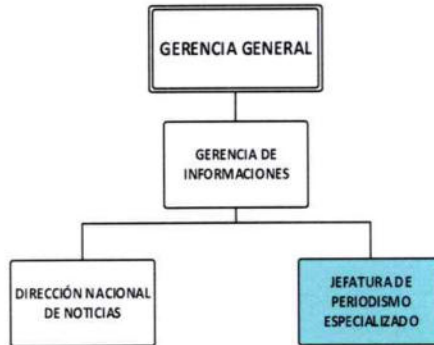 GERENCIA GENERAL
GERENCIA DE
INFORMACIONES
DIRECCIÓN NACIONAL
DE NOTICIAS
JEFATURA DE
PERIODISMO
ESPECIALIZADO